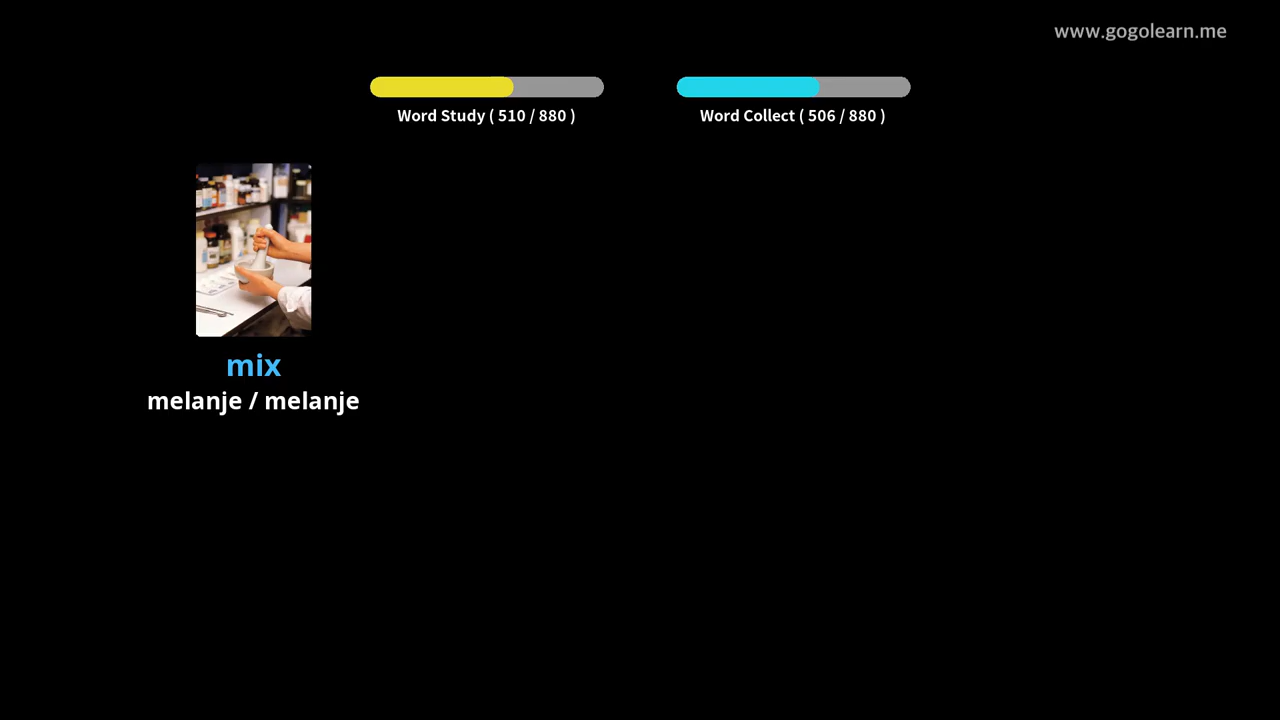 www.gogolearn.me
Word Study ( 510 / 880 )
Word Collect ( 506 / 880 )
mix
melanje / melanje